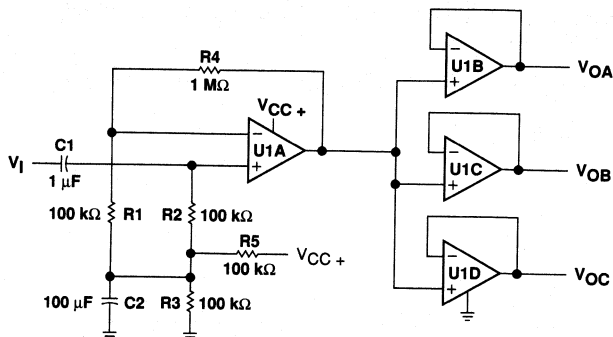 R4
1 MΩ
VCC +
C1
VI
1 µF
−
+
U1A
−
+
U1B
VOA
−
+
U1C
VOB
−
+
U1D
VOC
100 kΩ R1
R2 100 kΩ
R5
100 kΩ
VCC +
100 µF C2
R3 100 kΩ